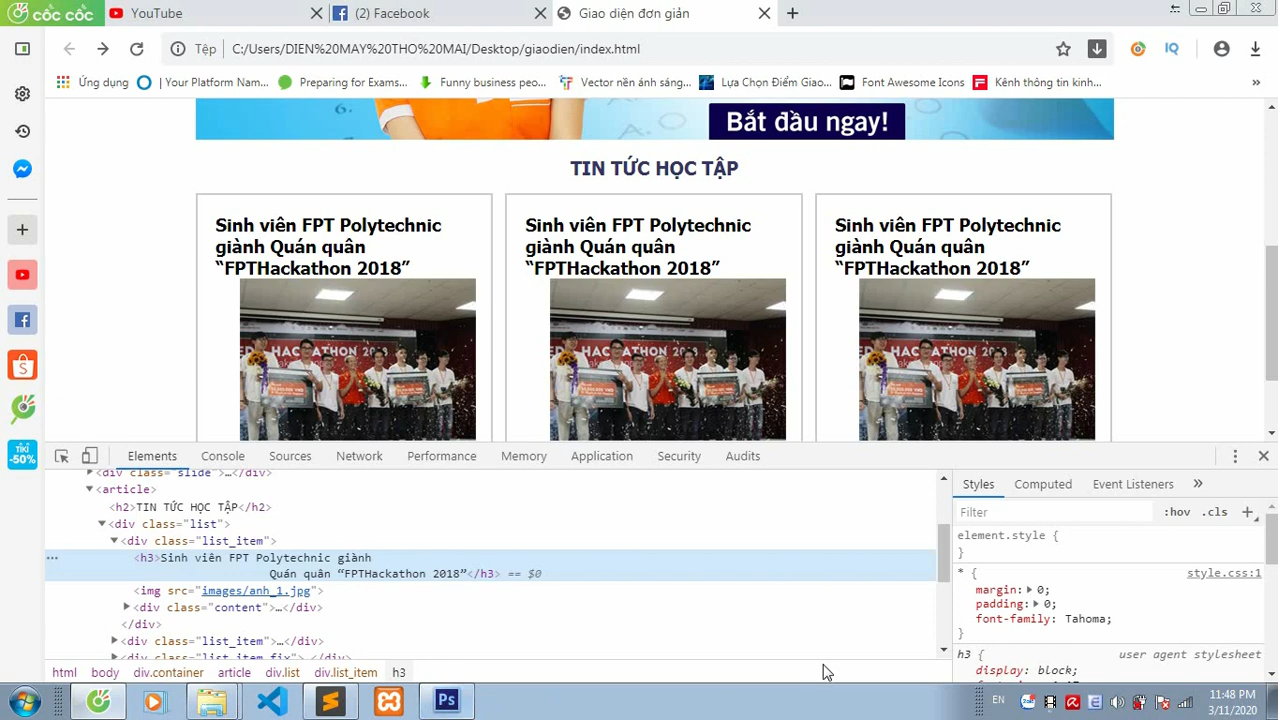 cốc cốc
YouTube
(2) Facebook
Giao diện đơn giản
Tệp
C:/Users/DIEN%20MAY%20THO%20MAI/Desktop/giaodien/index.html
IQ
Ứng dụng
| Your Platform Nam...
Preparing for Exams...
Funny business peo...
Vector nền ánh sáng...
Lựa Chọn Điểm Giao...
Font Awesome Icons
Kênh thông tin kinh...
»
Bắt đầu ngay!
TIN TỨC HỌC TẬP
Sinh viên FPT Polytechnic
giành Quán quân
“FPTHackathon 2018”
Sinh viên FPT Polytechnic
giành Quán quân
“FPTHackathon 2018”
Sinh viên FPT Polytechnic
giành Quán quân
“FPTHackathon 2018”
TIKI
-50%
Elements
Console
Sources
Network
Performance
Memory
Application
Security
Audits
<div class="slide">…</div>
<article>
<h2>TIN TỨC HỌC TẬP</h2>
<div class="list">
<div class="list_item">
<h3>Sinh viên FPT Polytechnic giành
Quán quân “FPTHackathon 2018”</h3> == $0
<img src="images/anh_1.jpg">
<div class="content">…</div>
</div>
<div class="list_item">…</div>
<div class="list_item fix">…</div>
html body div.container article div.list div.list_item h3
Styles
Computed
Event Listeners
»
Filter
:hov .cls +
element.style {
}
* {
style.css:1
margin: 0;
padding: 0;
font-family: Tahoma;
}
h3 {
user agent stylesheet
display: block;
Ps
EN
Zalo
11:48 PM
3/11/2020